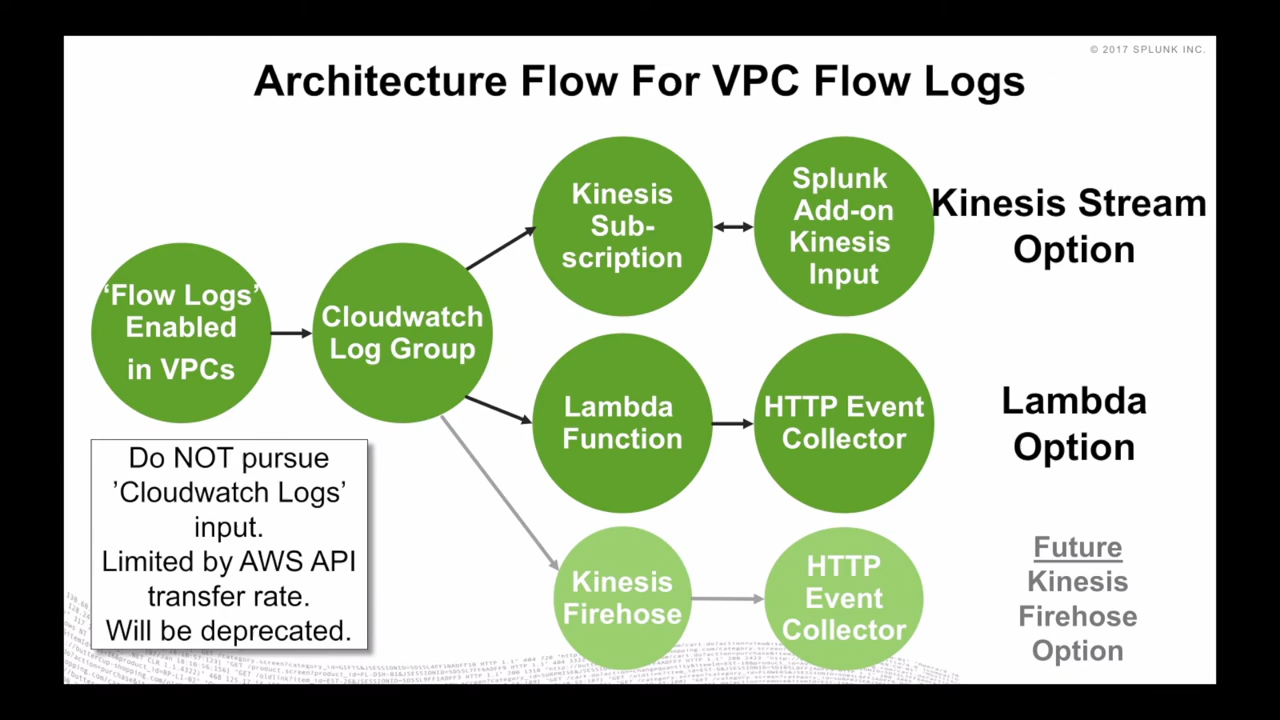 © 2017 SPLUNK INC.
Architecture Flow For VPC Flow Logs
‘Flow Logs’
Enabled
in VPCs
Cloudwatch
Log Group
Kinesis
Sub-
scription
Splunk
Add-on
Kinesis
Input
Kinesis Stream
Option
Lambda
Function
HTTP Event
Collector
Lambda
Option
Kinesis
Firehose
HTTP
Event
Collector
Future
Kinesis
Firehose
Option
Do NOT pursue
’Cloudwatch Logs’
input.
Limited by AWS API
transfer rate.
Will be deprecated.